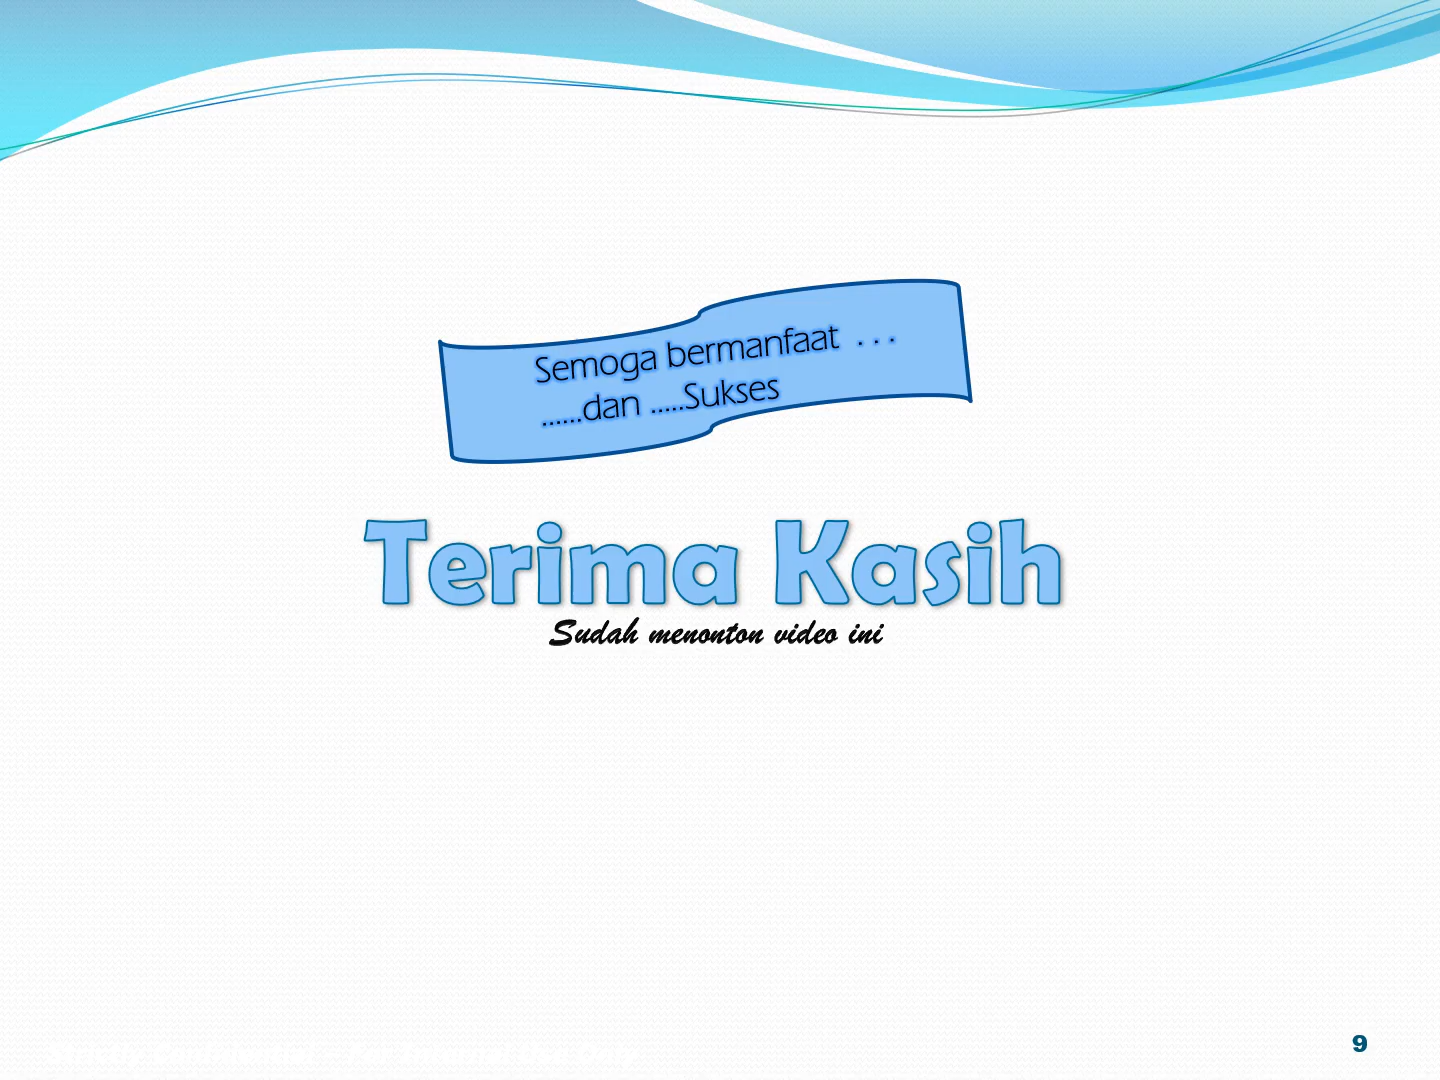 Semoga bermanfaat . . .
......dan .....Sukses
Terima Kasih
Sudah menonton video ini
9